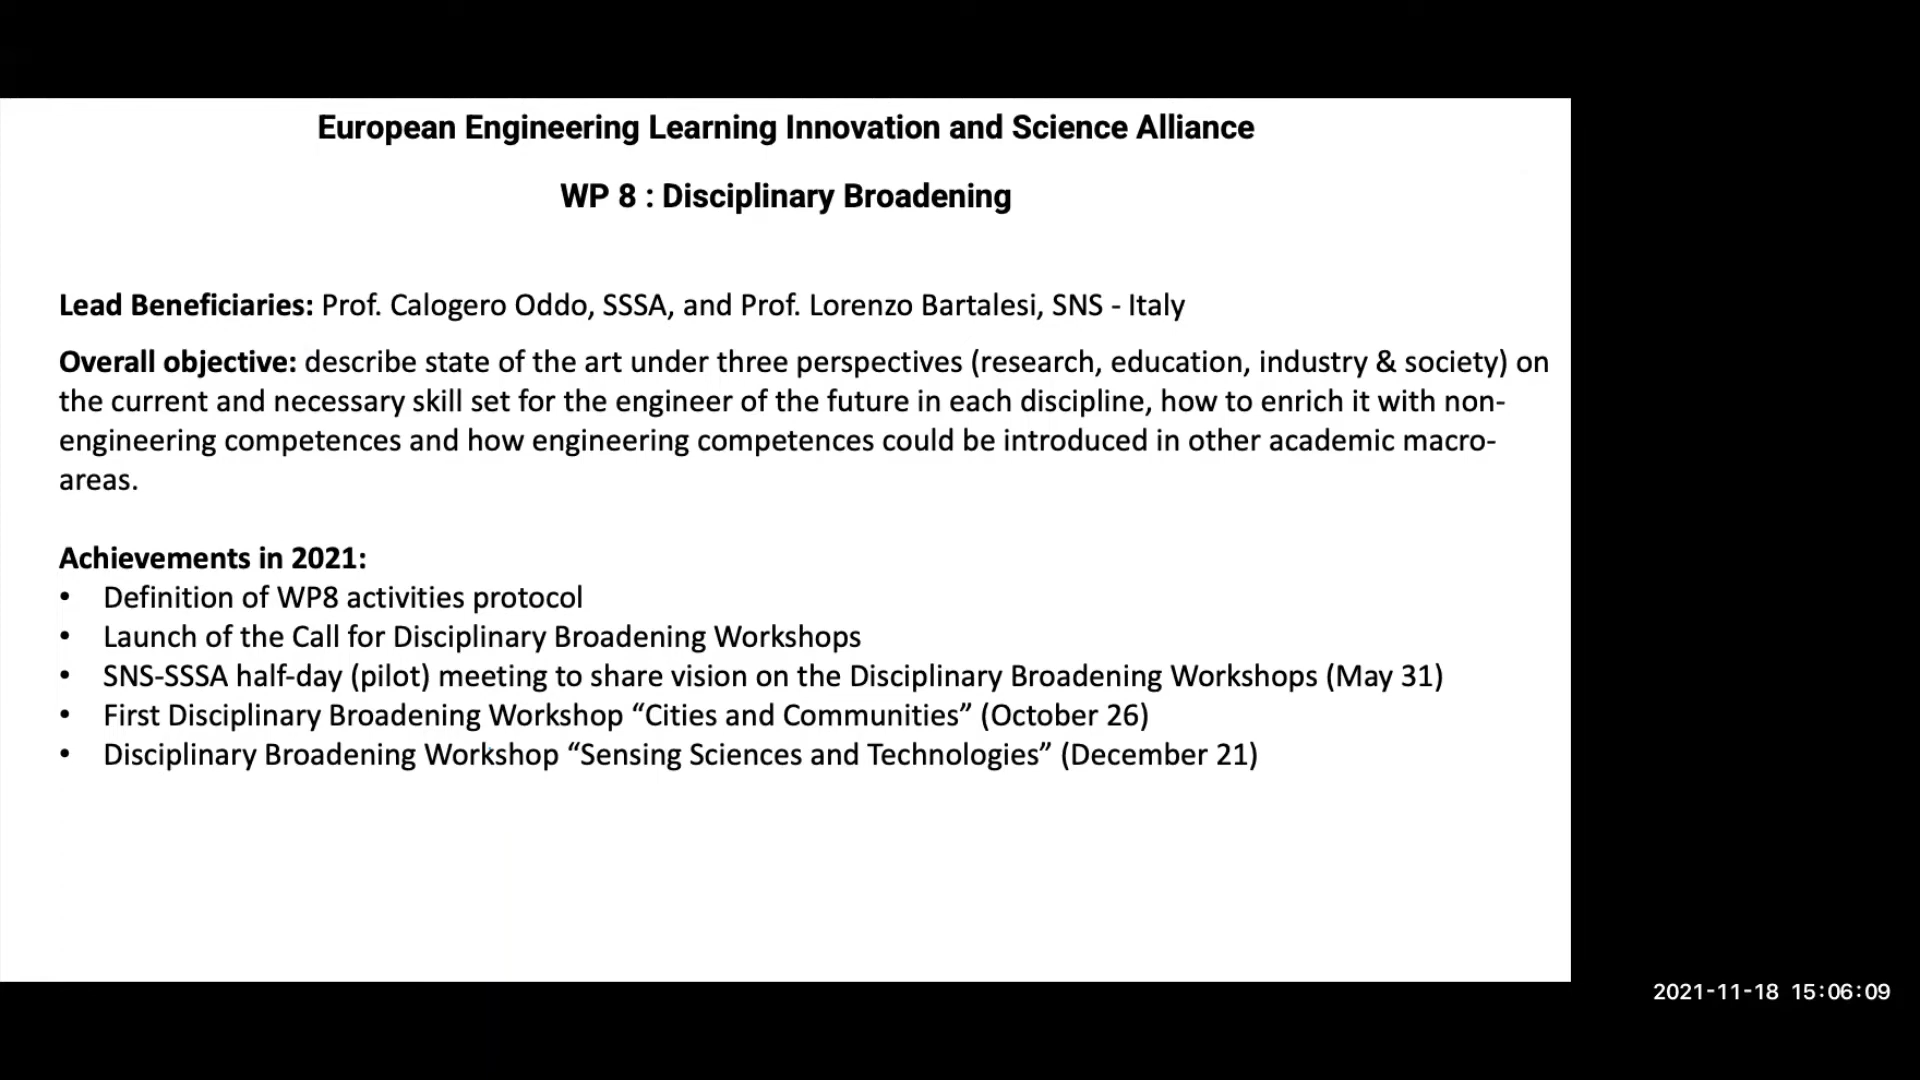 European Engineering Learning Innovation and Science Alliance
WP 8 : Disciplinary Broadening
Lead Beneficiaries: Prof. Calogero Oddo, SSSA, and Prof. Lorenzo Bartalesi, SNS - Italy
Overall objective: describe state of the art under three perspectives (research, education, industry & society) on
the current and necessary skill set for the engineer of the future in each discipline, how to enrich it with non-
engineering competences and how engineering competences could be introduced in other academic macro-
areas.
Achievements in 2021:
• Definition of WP8 activities protocol
• Launch of the Call for Disciplinary Broadening Workshops
• SNS-SSSA half-day (pilot) meeting to share vision on the Disciplinary Broadening Workshops (May 31)
• First Disciplinary Broadening Workshop “Cities and Communities” (October 26)
• Disciplinary Broadening Workshop “Sensing Sciences and Technologies” (December 21)
2021-11-18 15:06:09